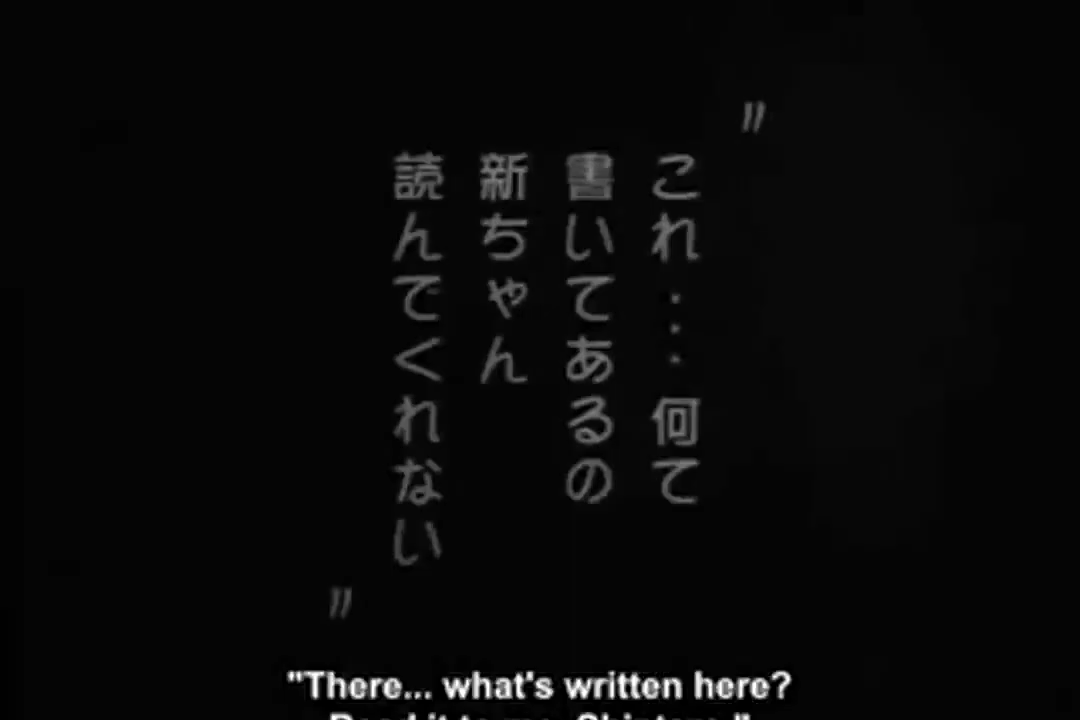 〃
これ・・・何て
書いてあるの
新ちゃん
読んでくれない
〃
"There... what's written here?